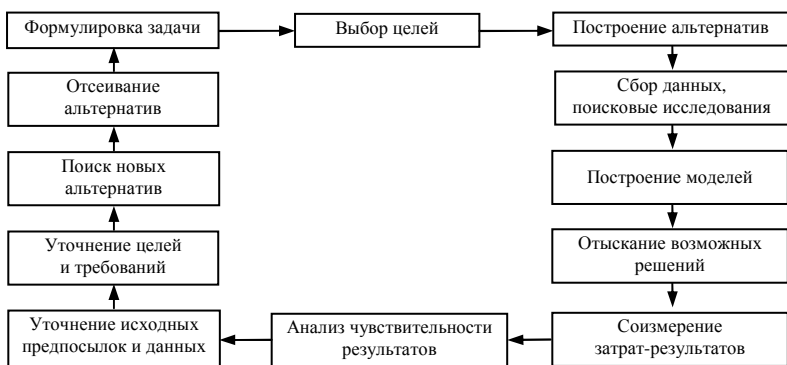 Формулировка задачи
Выбор целей
Построение альтернатив
Сбор данных,
поисковые исследования
Построение моделей
Отыскание возможных
решений
Соизмерение
затрат-результатов
Анализ чувствительности
результатов
Уточнение исходных
предпосылок и данных
Уточнение целей
и требований
Поиск новых
альтернатив
Отсеивание
альтернатив